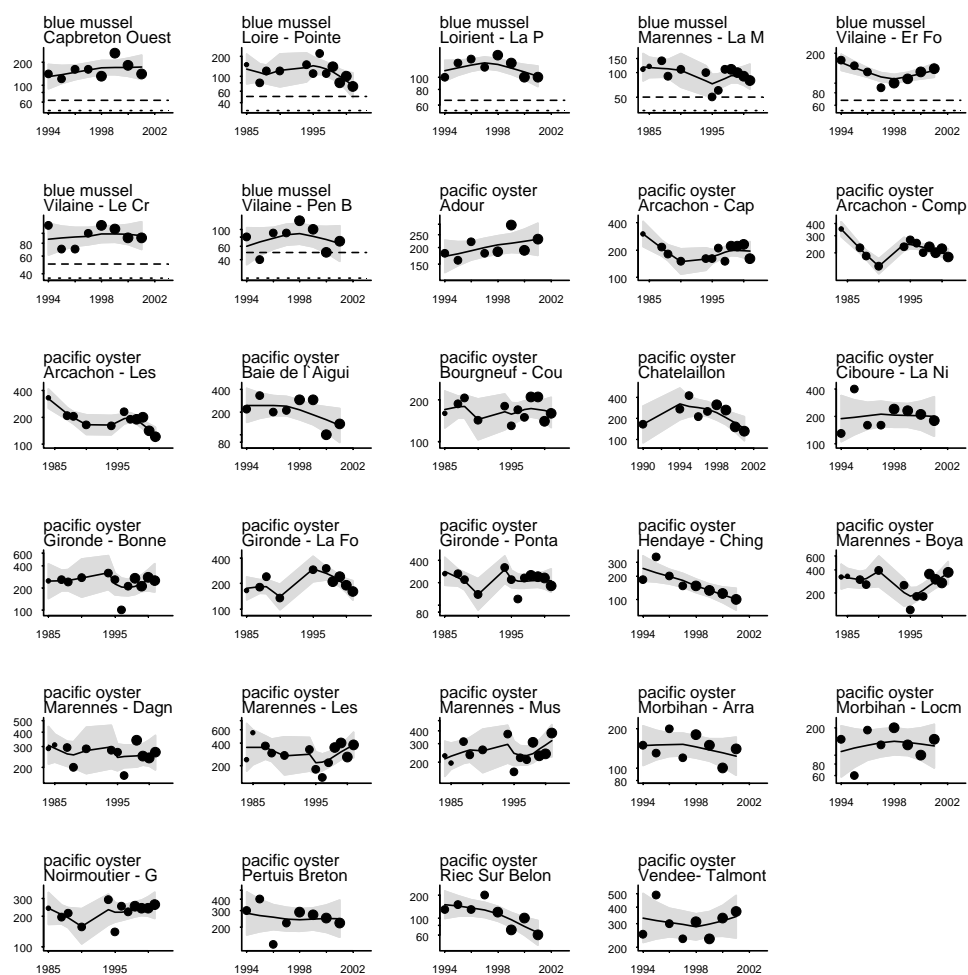 blue mussel
Capbreton Ouest
200
100
60
1994 1998 2002
blue mussel
Loire - Pointe
200
100
60
40
1985 1995
blue mussel
Loirient - La P
100
80
60
1994 1998 2002
blue mussel
Marennes - La M
150
100
50
1985 1995
blue mussel
Vilaine - Er Fo
200
80
60
1994 1998 2002
blue mussel
Vilaine - Le Cr
80
60
40
1994 1998 2002
blue mussel
Vilaine - Pen B
100
60
40
1994 1998 2002
pacific oyster
Adour
250
200
150
1994 1998 2002
pacific oyster
Arcachon - Cap
400
200
100
1985 1995
pacific oyster
Arcachon - Comp
400
300
200
1985 1995
pacific oyster
Arcachon - Les
400
200
100
1985 1995
pacific oyster
Baie de l Aigui
400
200
80
1994 1998 2002
pacific oyster
Bourgneuf - Cou
200
100
1985 1995
pacific oyster
Chatelaillon
400
200
100
1990 1994 1998 2002
pacific oyster
Ciboure - La Ni
400
200
100
1994 1998 2002
pacific oyster
Gironde - Bonne
600
400
200
100
1985 1995
pacific oyster
Gironde - La Fo
400
200
100
1985 1995
pacific oyster
Gironde - Ponta
400
200
80
1985 1995
pacific oyster
Hendaye - Ching
300
200
100
1994 1998 2002
pacific oyster
Marennes - Boya
600
400
200
1985 1995
pacific oyster
Marennes - Dagn
500
300
200
1985 1995
pacific oyster
Marennes - Les
600
400
200
1985 1995
pacific oyster
Marennes - Mus
400
300
200
1985 1995
pacific oyster
Morbihan - Arra
200
100
80
1994 1998 2002
pacific oyster
Morbihan - Locm
200
100
80
60
1994 1998 2002
pacific oyster
Noirmoutier - G
300
200
100
1985 1995
pacific oyster
Pertuis Breton
400
300
200
1994 1998 2002
pacific oyster
Riec Sur Belon
200
100
60
1994 1998 2002
pacific oyster
Vendee- Talmont
500
400
300
200
1994 1998 2002